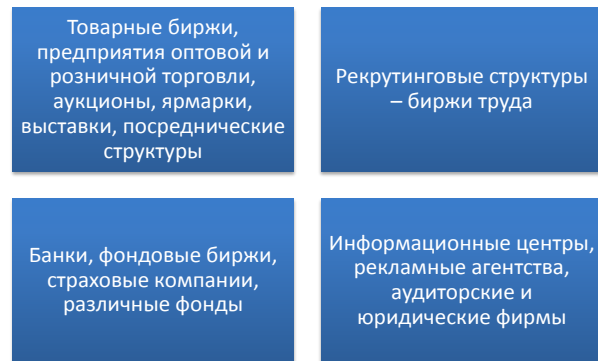 Товарные биржи,
предприятия оптовой и
розничной торговли,
аукционы, ярмарки,
выставки, посреднические
структуры
Рекрутинговые структуры
– биржи труда
Банки, фондовые биржи,
страховые компании,
различные фонды
Информационные центры,
рекламные агентства,
аудиторские и
юридические фирмы